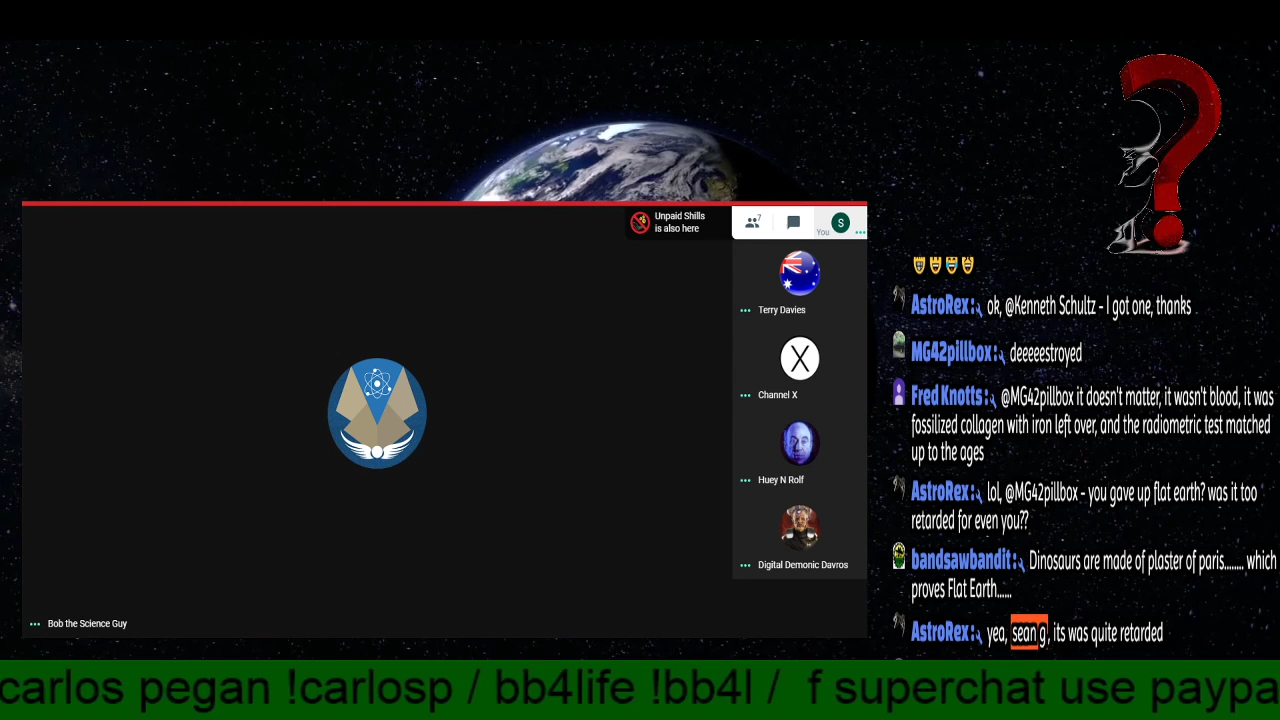 Unpaid Shills
is also here
7
You
S
Terry Davies
X
Channel X
Huey N Rolf
Digital Demonic Davros
Bob the Science Guy
AstroRex: ok, @Kenneth Schultz - I got one, thanks
MG42pillbox: deeeeestroyed
Fred Knotts: @MG42pillbox it doesn't matter, it wasn't blood, it was
fossilized collagen with iron left over, and the radiometric test matched
up to the ages
AstroRex: lol, @MG42pillbox - you gave up flat earth? was it too
retarded for even you??
bandsawbandit: Dinosaurs are made of plaster of paris....... which
proves Flat Earth......
AstroRex: yea, sean g, its was quite retarded
carlos pegan !carlosp / bb4life !bb4l / f superchat use paypa